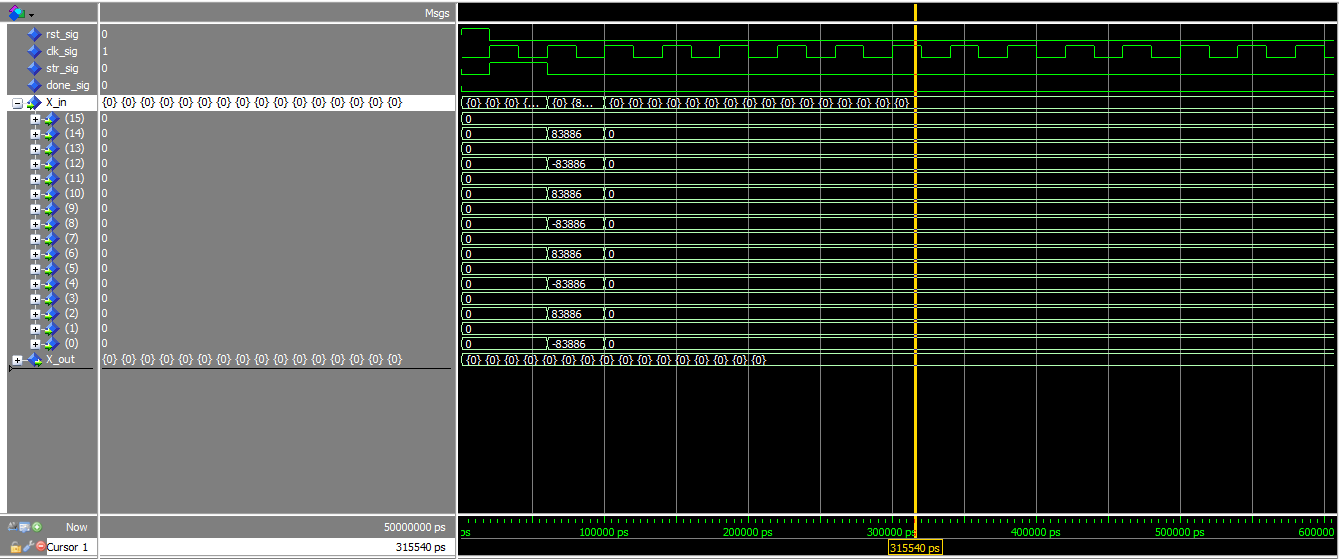 Msgs
rst_sig 0
clk_sig 1
str_sig 0
done_sig 0
X_in {0} {0} {0} {0} {0} {0} {0} {0} {0} {0} {0} {0} {0} {0} {0} {0} {0} {0} {0} {... {0} {8... {0} {0} {0} {0} {0} {0} {0} {0} {0} {0} {0} {0} {0} {0} {0} {0}
(15) 0 0
(14) 0 0 83886 0
(13) 0 0
(12) 0 0 -83886 0
(11) 0 0
(10) 0 0 83886 0
(9) 0 0
(8) 0 0 -83886 0
(7) 0 0
(6) 0 0 83886 0
(5) 0 0
(4) 0 0 -83886 0
(3) 0 0
(2) 0 0 83886 0
(1) 0 0
(0) 0 0 -83886 0
X_out {0} {0} {0} {0} {0} {0} {0} {0} {0} {0} {0} {0} {0} {0} {0} {0} {0} {0} {0} {0} {0} {0} {0} {0} {0} {0} {0} {0} {0} {0} {0} {0}
Now 50000000 ps ps 100000 ps 200000 ps 300000 ps 400000 ps 500000 ps 600000
Cursor 1 315540 ps 315540 ps